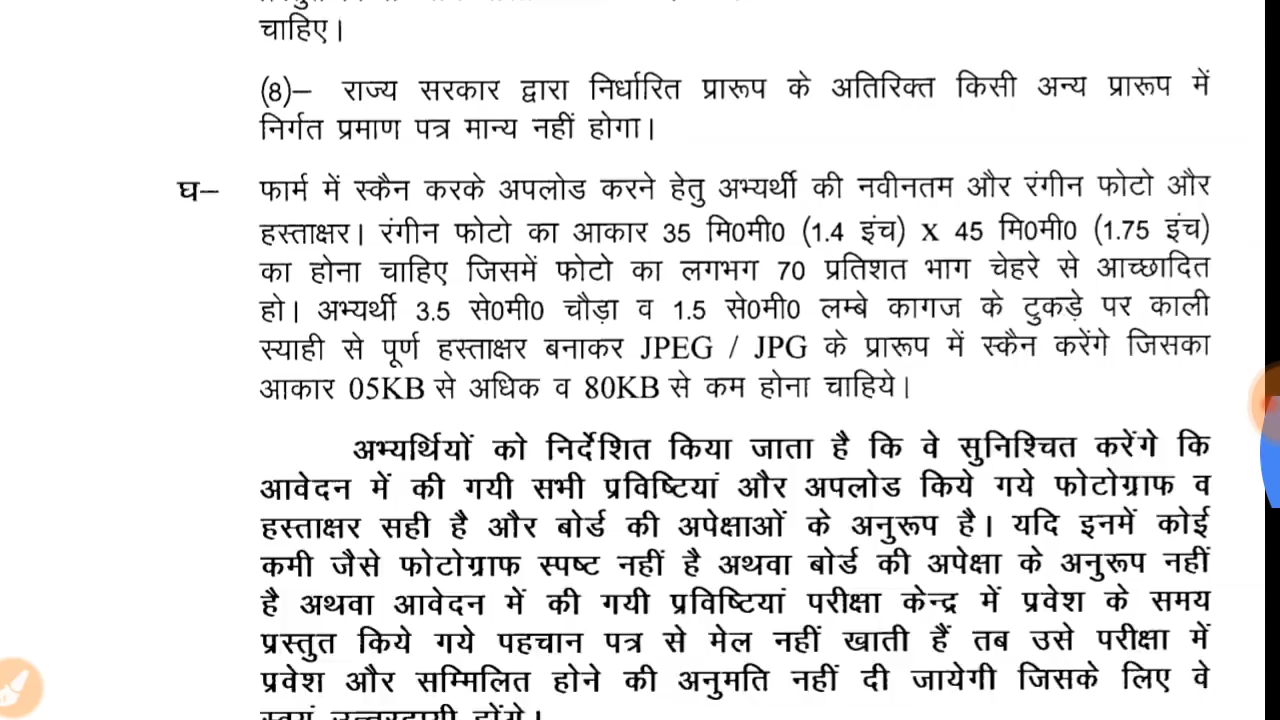 चाहिए।
(8)– राज्य सरकार द्वारा निर्धारित प्रारूप के अतिरिक्त किसी अन्य प्रारूप में
निर्गत प्रमाण पत्र मान्य नहीं होगा।
घ– फार्म में स्कैन करके अपलोड करने हेतु अभ्यर्थी की नवीनतम और रंगीन फोटो और
हस्ताक्षर। रंगीन फोटो का आकार 35 मि0मी0 (1.4 इंच) x 45 मि0मी0 (1.75 इंच)
का होना चाहिए जिसमें फोटो का लगभग 70 प्रतिशत भाग चेहरे से आच्छादित
हो। अभ्यर्थी 3.5 से0मी0 चौड़ा व 1.5 से0मी0 लम्बे कागज के टुकड़े पर काली
स्याही से पूर्ण हस्ताक्षर बनाकर JPEG / JPG के प्रारूप में स्कैन करेंगे जिसका
आकार 05KB से अधिक व 80KB से कम होना चाहिये।
अभ्यर्थियों को निर्देशित किया जाता है कि वे सुनिश्चित करेंगे कि
आवेदन में की गयी सभी प्रविष्टियां और अपलोड किये गये फोटोग्राफ व
हस्ताक्षर सही है और बोर्ड की अपेक्षाओं के अनुरूप है। यदि इनमें कोई
कमी जैसे फोटोग्राफ स्पष्ट नहीं है अथवा बोर्ड की अपेक्षा के अनुरूप नहीं
है अथवा आवेदन में की गयी प्रविष्टियां परीक्षा केन्द्र में प्रवेश के समय
प्रस्तुत किये गये पहचान पत्र से मेल नहीं खाती हैं तब उसे परीक्षा में
प्रवेश और सम्मिलित होने की अनुमति नहीं दी जायेगी जिसके लिए वे
स्वयं उत्तरदायी होंगे।